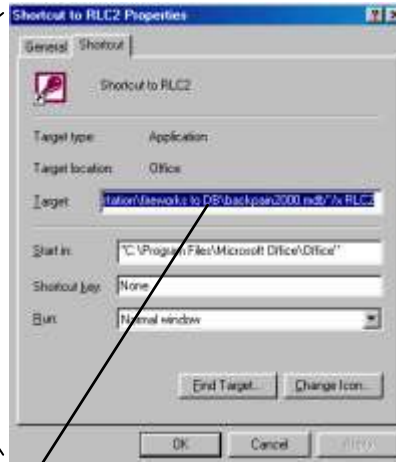 Shortcut to RLC2 Properties
General Shortcut
Shortcut to RLC2
Target type: Application
Target location: Office
Target: tation\fireworks to DB\backpain2000.mdb"/x RLC2
Start in: "C:\Program Files\Microsoft Office\Office"
Shortcut key: None
Run: Normal window
Find Target... Change Icon...
OK Cancel Apply